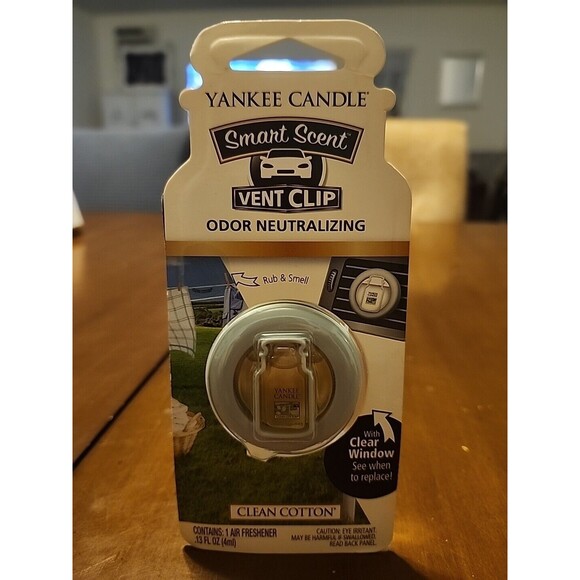 YANKEE CANDLE®
Smart Scent™
VENT CLIP
ODOR NEUTRALIZING
Rub & Smell
YANKEE
CANDLE
With
Clear
Window
See when
to replace!
CLEAN COTTON®
CONTAINS: 1 AIR FRESHENER
.13 FL OZ (4ml)
CAUTION: EYE IRRITANT.
MAY BE HARMFUL IF SWALLOWED.
READ BACK PANEL.